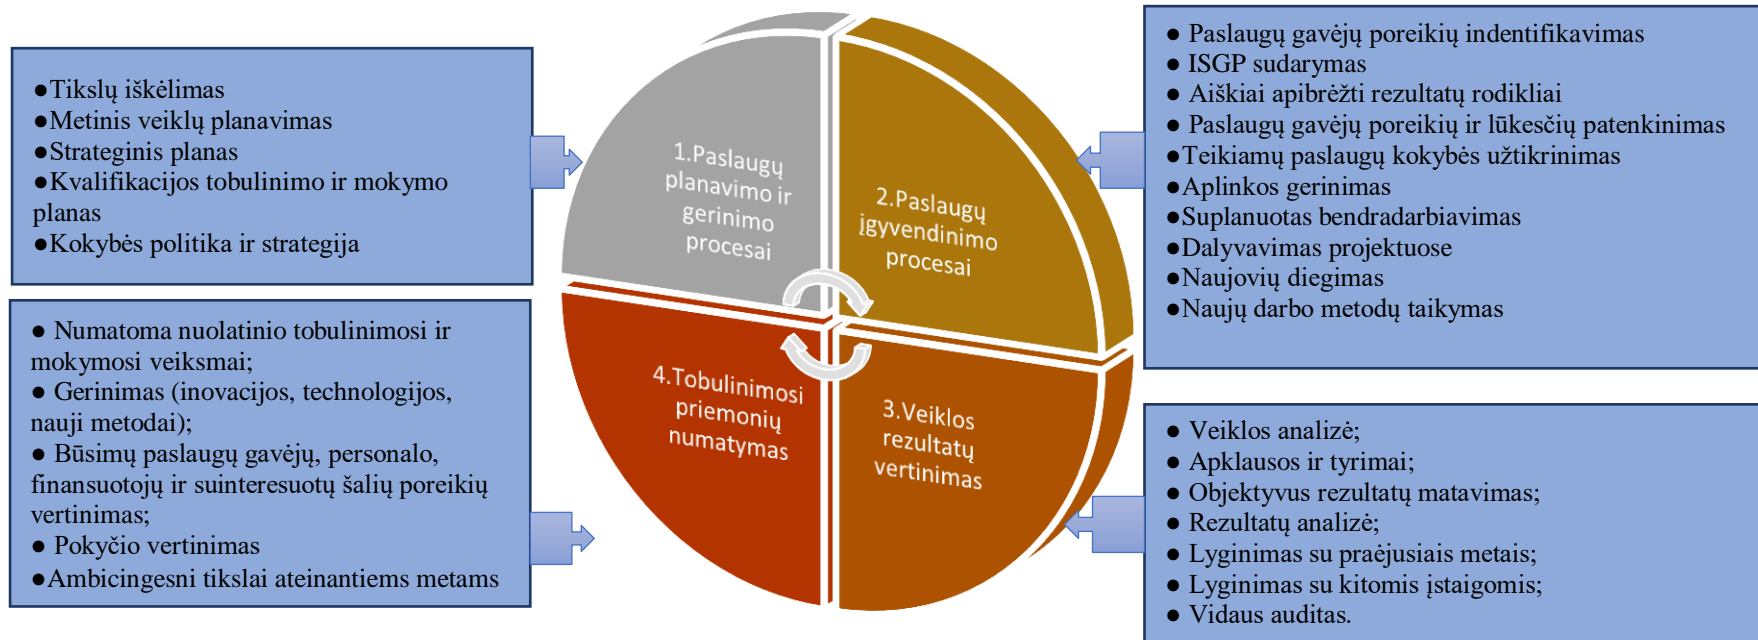 ●Tikslų iškėlimas
●Metinis veiklų planavimas
●Strateginis planas
●Kvalifikacijos tobulinimo ir mokymo
planas
●Kokybės politika ir strategija
1.Paslaugų
planavimo ir
gerinimo
procesai
2.Paslaugų
įgyvendinimo
procesai
● Paslaugų gavėjų poreikių indentifikavimas
● ISGP sudarymas
● Aiškiai apibrėžti rezultatų rodikliai
● Paslaugų gavėjų poreikių ir lūkesčių patenkinimas
●Teikiamų paslaugų kokybės užtikrinimas
●Aplinkos gerinimas
●Suplanuotas bendradarbiavimas
●Dalyvavimas projektuose
●Naujovių diegimas
●Naujų darbo metodų taikymas
● Numatoma nuolatinio tobulinimosi ir
mokymosi veiksmai;
● Gerinimas (inovacijos, technologijos,
nauji metodai);
● Būsimų paslaugų gavėjų, personalo,
finansuotojų ir suinteresuotų šalių poreikių
vertinimas;
● Pokyčio vertinimas
●Ambicingesni tikslai ateinantiems metams
4.Tobulinimosi
priemonių
numatymas
3.Veiklos
rezultatų
vertinimas
● Veiklos analizė;
● Apklausos ir tyrimai;
● Objektyvus rezultatų matavimas;
● Rezultatų analizė;
● Lyginimas su praėjusiais metais;
● Lyginimas su kitomis įstaigomis;
● Vidaus auditas.